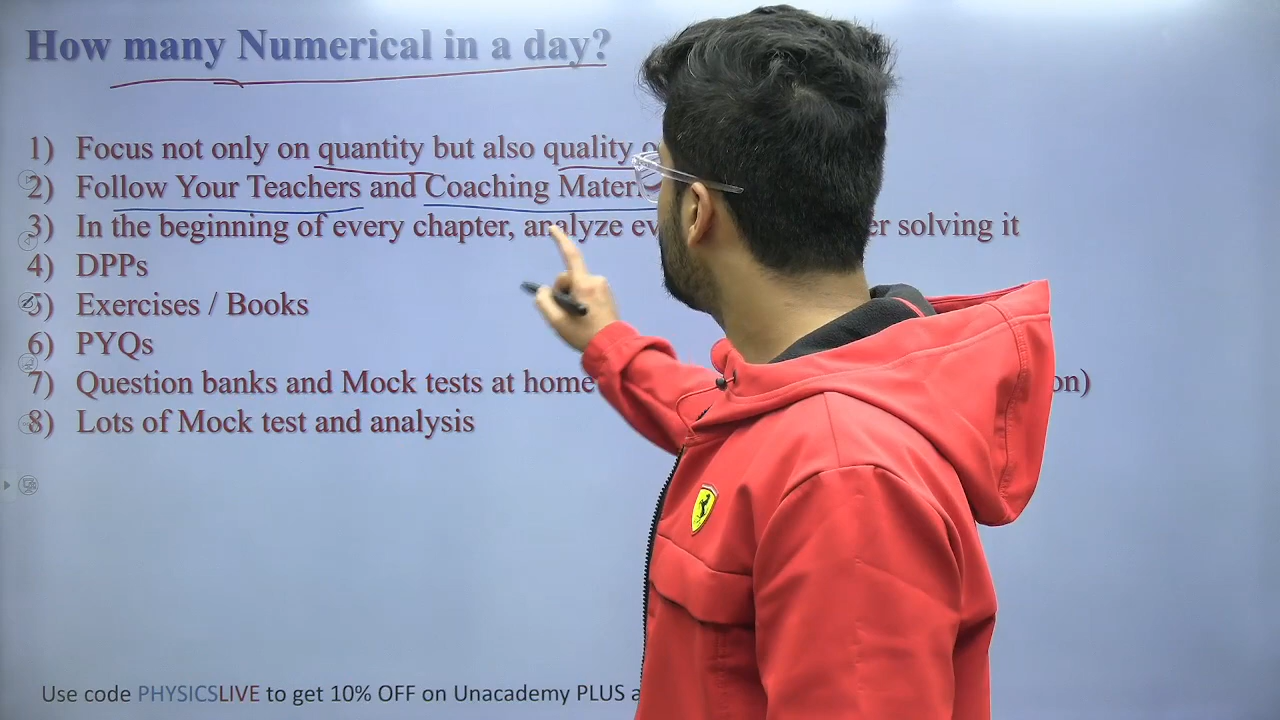 How many Numerical in a day?
1) Focus not only on quantity but also quality
2) Follow Your Teachers and Coaching
3) In the beginning of every chapter, analyze solving it
4) DPPs
5) Exercises / Books
6) PYQs
7) Question banks and Mock tests at home
8) Lots of Mock test and analysis
Use code PHYSICSLIVE to get 10% OFF on Unacademy PLUS